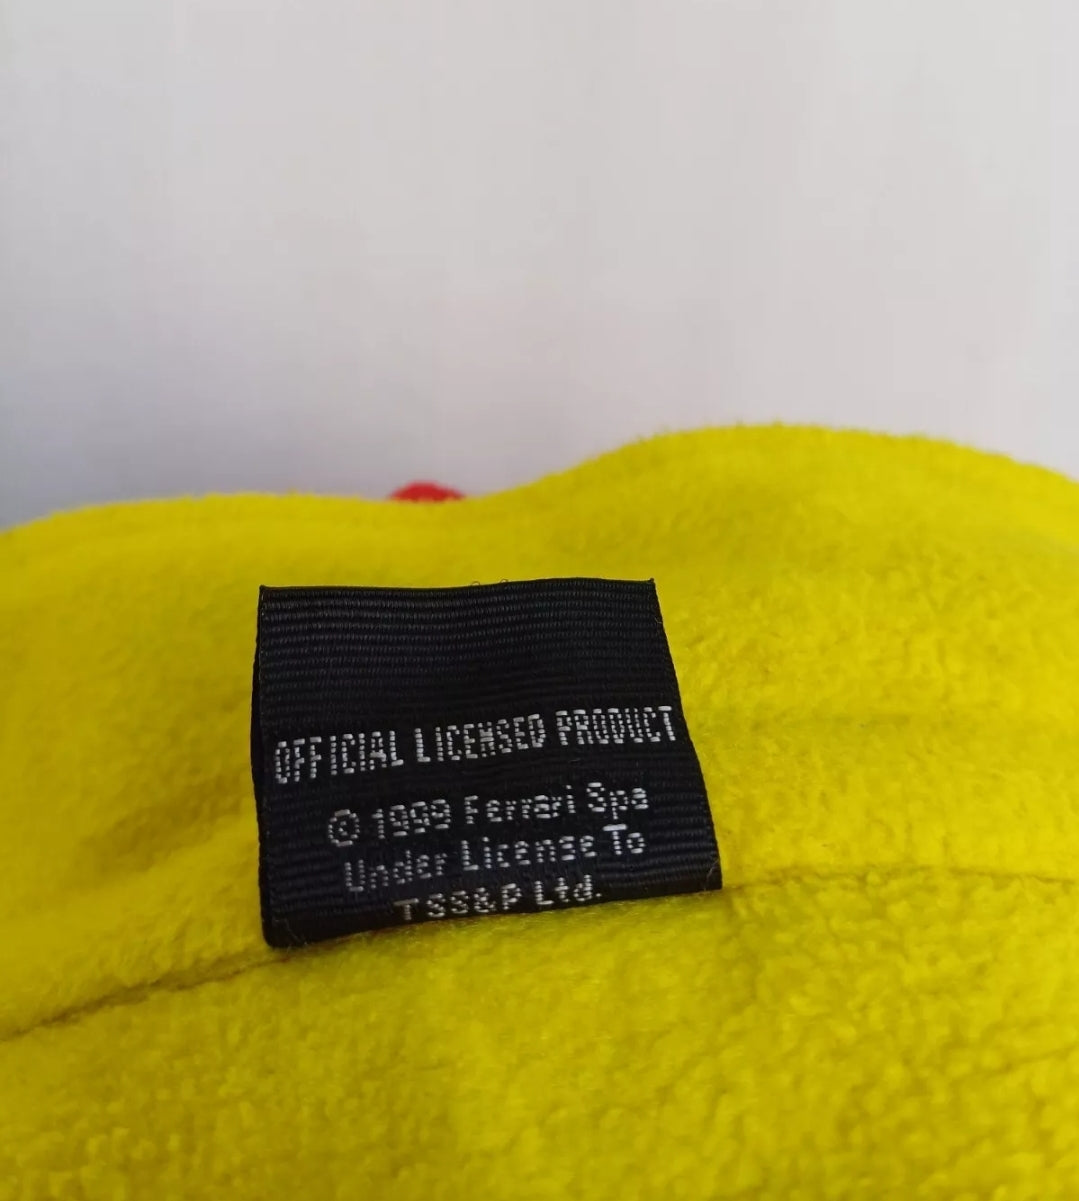 OFFICIAL LICENSED PRODUCT
© 1999 Ferrari Spa
Under License To
TSS&P Ltd.